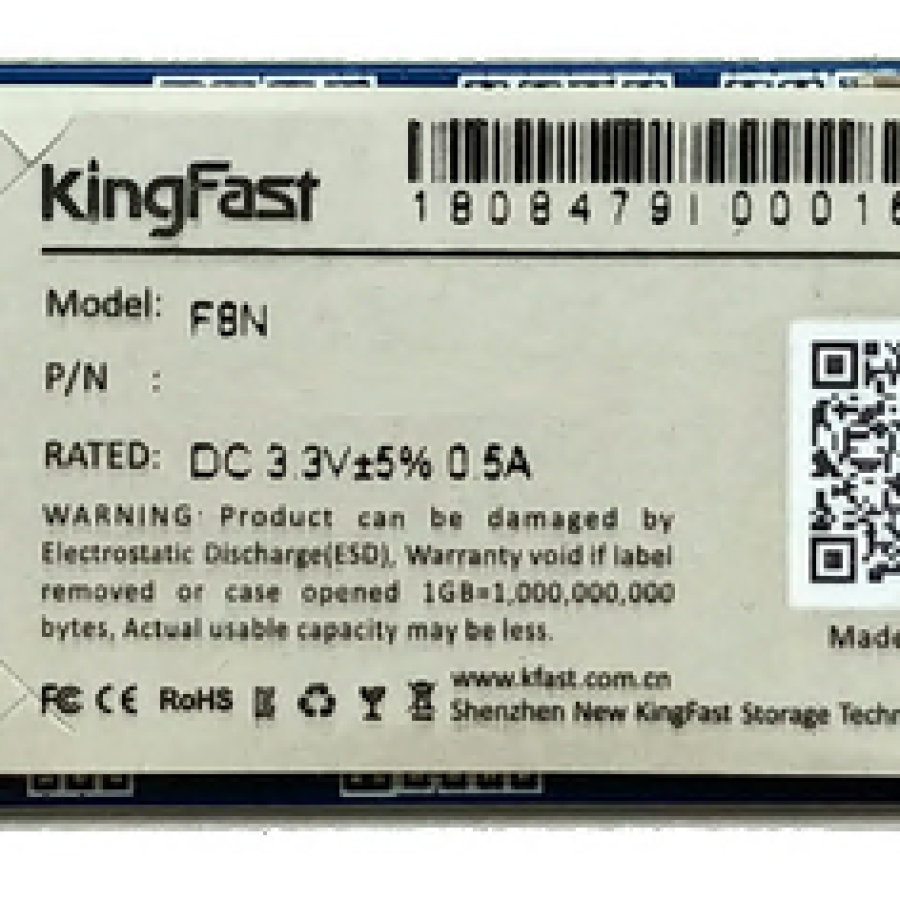 KingFast
1808479I00016
Model: F8N
P/N :
RATED: DC 3.3V±5% 0.5A
WARNING: Product can be damaged by
Electrostatic Discharge(ESD), Warranty void if label
removed or case opened 1GB=1,000,000,000
bytes, Actual usable capacity may be less.
Made
FC CE RoHS
www.kfast.com.cn
Shenzhen New KingFast Storage Techn